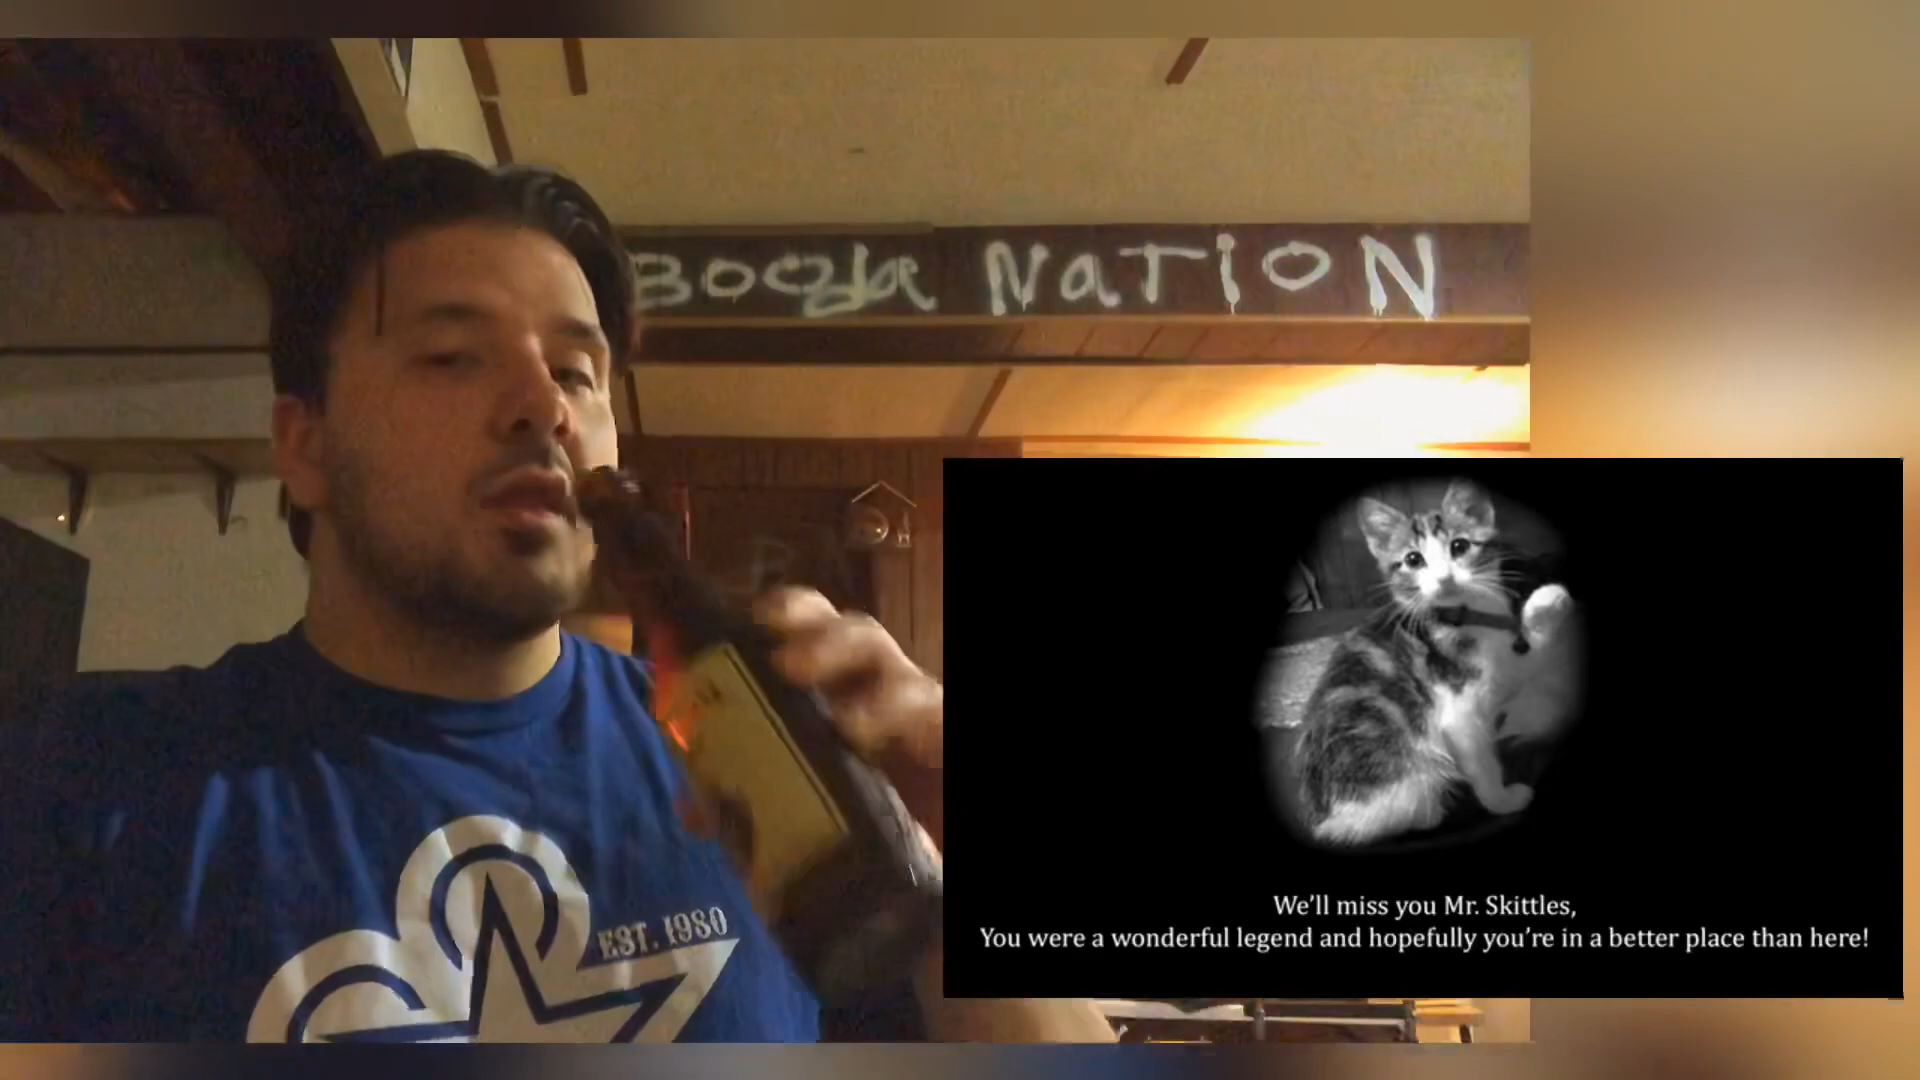 Booda NaTioN
EST. 1980
We'll miss you Mr. Skittles,
You were a wonderful legend and hopefully you're in a better place than here!